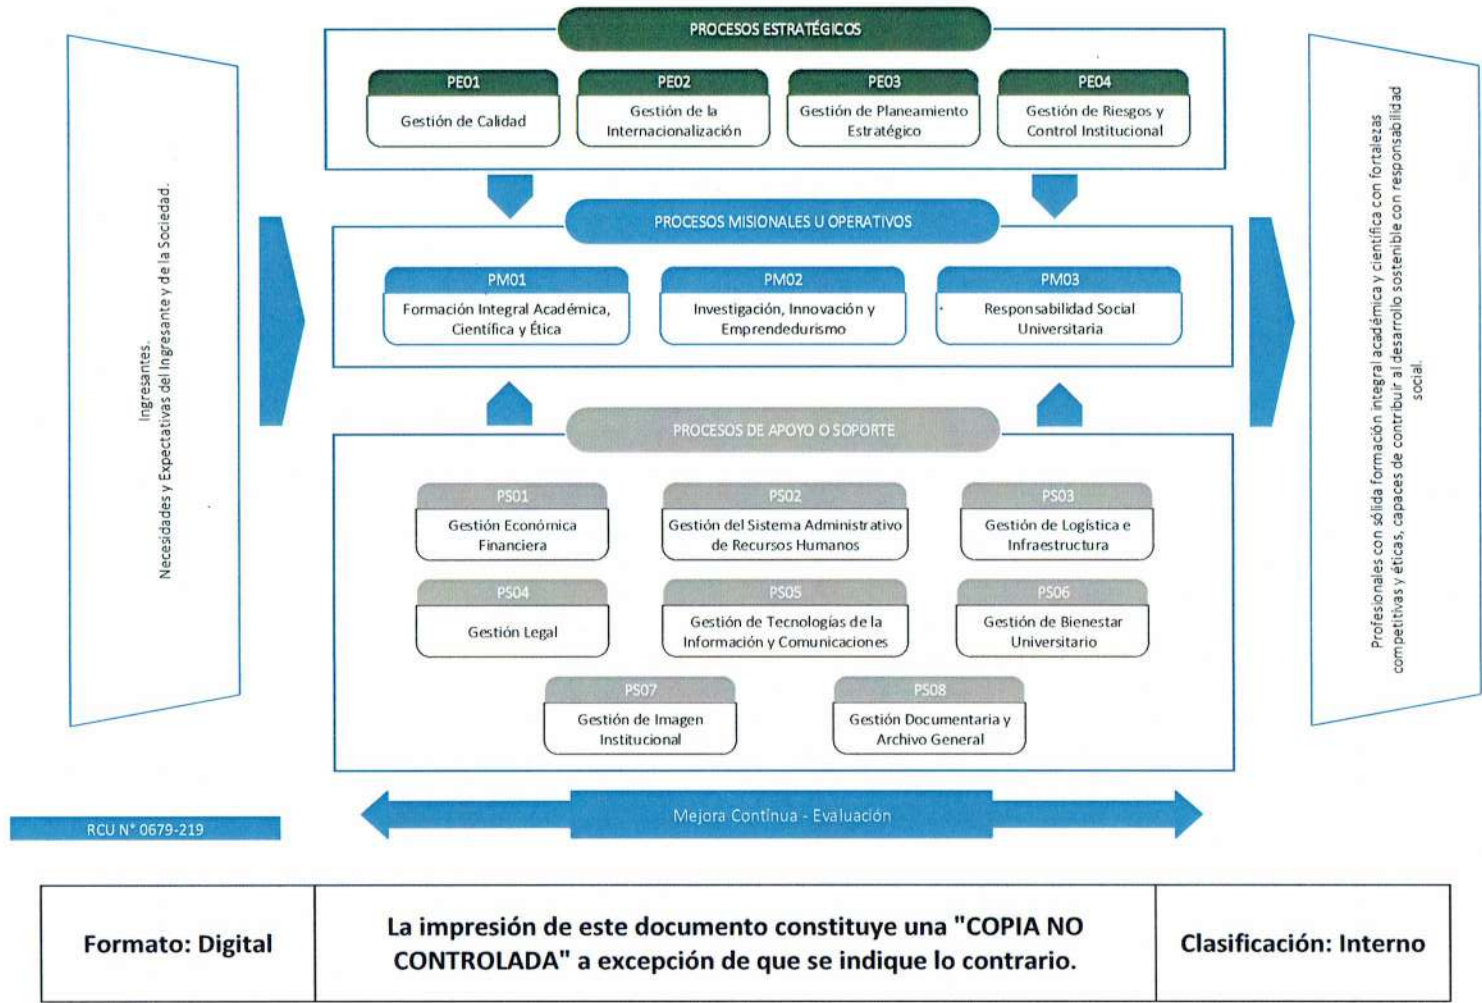 PROCESOS ESTRATÉGICOS
PE01
Gestión de Calidad
PE02
Gestión de la
Internacionalización
PE03
Gestión de Planeamiento
Estratégico
PE04
Gestión de Riesgos y
Control Institucional
Ingresantes.
Necesidades y Expectativas del Ingresante y de la Sociedad.
PROCESOS MISIONALES U OPERATIVOS
PM01
Formación Integral Académica,
Científica y Ética
PM02
Investigación, Innovación y
Emprendedurismo
PM03
Responsabilidad Social
Universitaria
Profesionales con sólida formación integral académica y científica con fortalezas
competitivas y éticas, capaces de contribuir al desarrollo sostenible con responsabilidad
social.
PROCESOS DE APOYO O SOPORTE
PS01
Gestión Económica
Financiera
PS02
Gestión del Sistema Administrativo
de Recursos Humanos
PS03
Gestión de Logística e
Infraestructura
PS04
Gestión Legal
PS05
Gestión de Tecnologías de la
Información y Comunicaciones
PS06
Gestión de Bienestar
Universitario
PS07
Gestión de Imagen
Institucional
PS08
Gestión Documentaria y
Archivo General
Mejora Contínua - Evaluación
RCU N° 0679-219
Formato: Digital
La impresión de este documento constituye una "COPIA NO
CONTROLADA" a excepción de que se indique lo contrario.
Clasificación: Interno